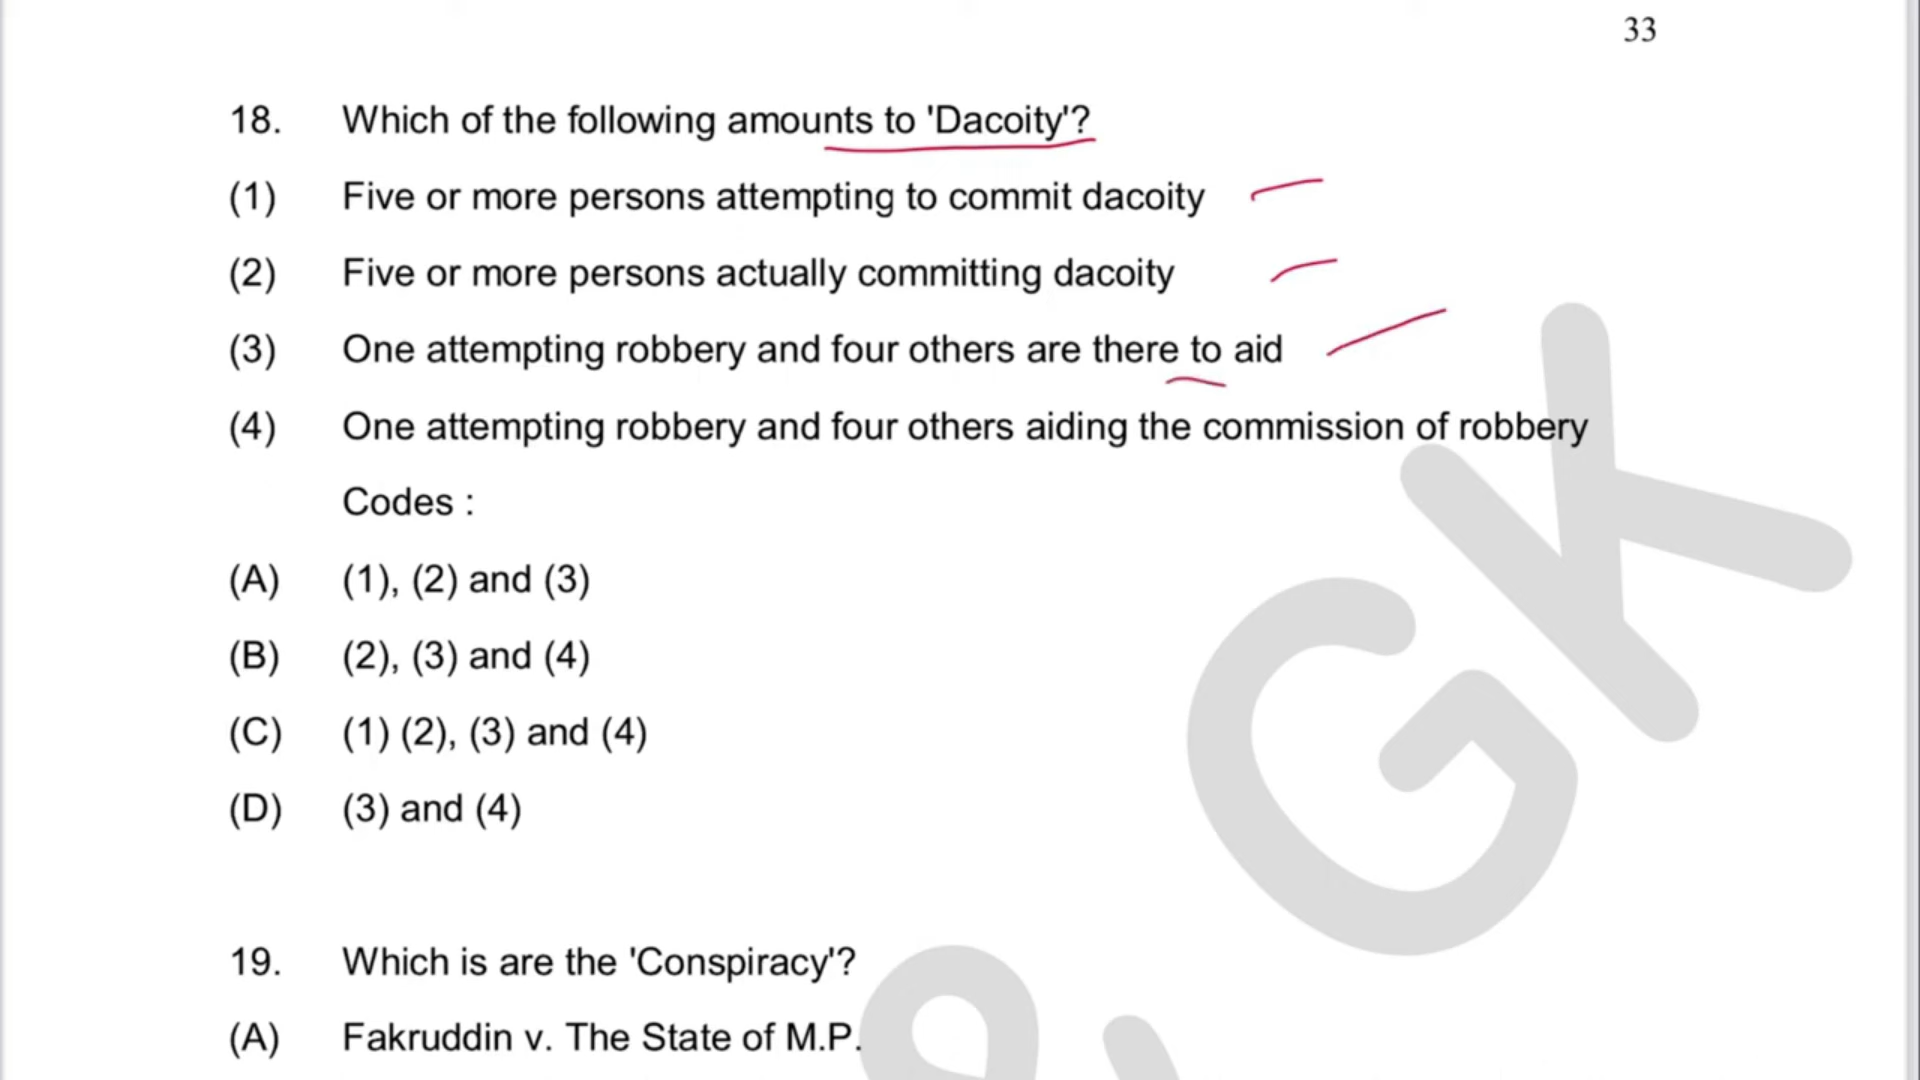 33
18. Which of the following amounts to 'Dacoity'?
(1) Five or more persons attempting to commit dacoity
(2) Five or more persons actually committing dacoity
(3) One attempting robbery and four others are there to aid
(4) One attempting robbery and four others aiding the commission of robbery
Codes :
(A) (1), (2) and (3)
(B) (2), (3) and (4)
(C) (1) (2), (3) and (4)
(D) (3) and (4)
19. Which is are the 'Conspiracy'?
(A) Fakruddin v. The State of M.P.
GK